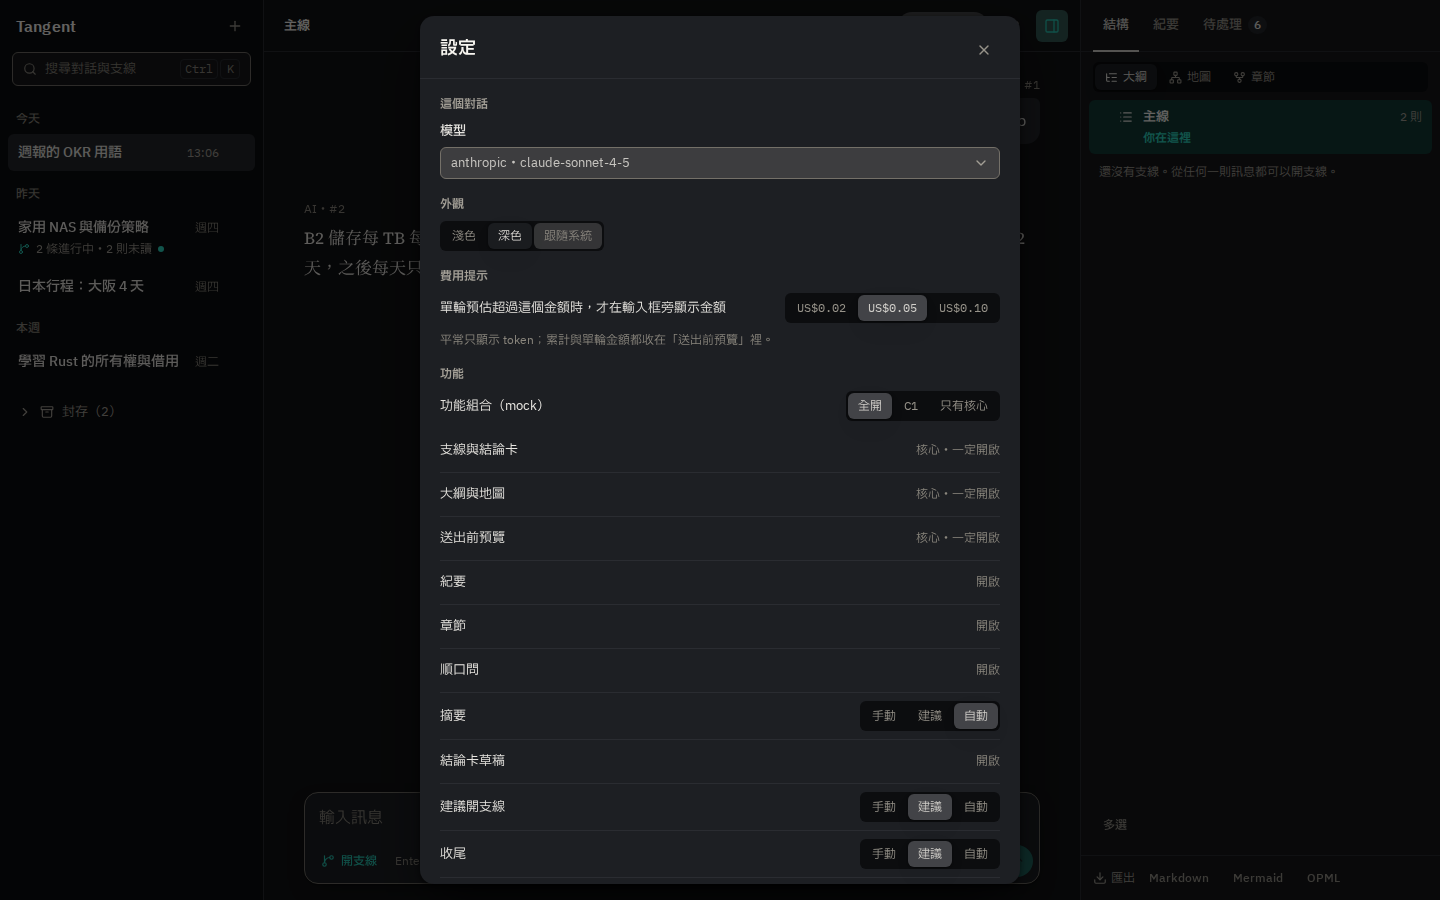 Tangent
搜尋對話與支線 Ctrl K
今天
週報的 OKR 用語 13:06
昨天
家用 NAS 與備份策略 週四
2 條進行中・2 則未讀
日本行程：大阪 4 天 週四
本週
學習 Rust 的所有權與借用 週二
封存（2）
主線
#1
AI・#2
B2 儲存每 TB 每
天，之後每天只
輸入訊息
開支線 Ente
設定
這個對話
模型
anthropic・claude-sonnet-4-5
外觀
淺色 深色 跟隨系統
費用提示
單輪預估超過這個金額時，才在輸入框旁顯示金額 US$0.02 US$0.05 US$0.10
平常只顯示 token；累計與單輪金額都收在「送出前預覽」裡。
功能
功能組合（mock） 全開 C1 只有核心
支線與結論卡 核心・一定開啟
大綱與地圖 核心・一定開啟
送出前預覽 核心・一定開啟
紀要 開啟
章節 開啟
順口問 開啟
摘要 手動 建議 自動
結論卡草稿 開啟
建議開支線 手動 建議 自動
收尾 手動 建議 自動
結構 紀要 待處理 6
大綱 地圖 章節
主線 2 則
你在這裡
還沒有支線。從任何一則訊息都可以開支線。
多選
匯出 Markdown Mermaid OPML